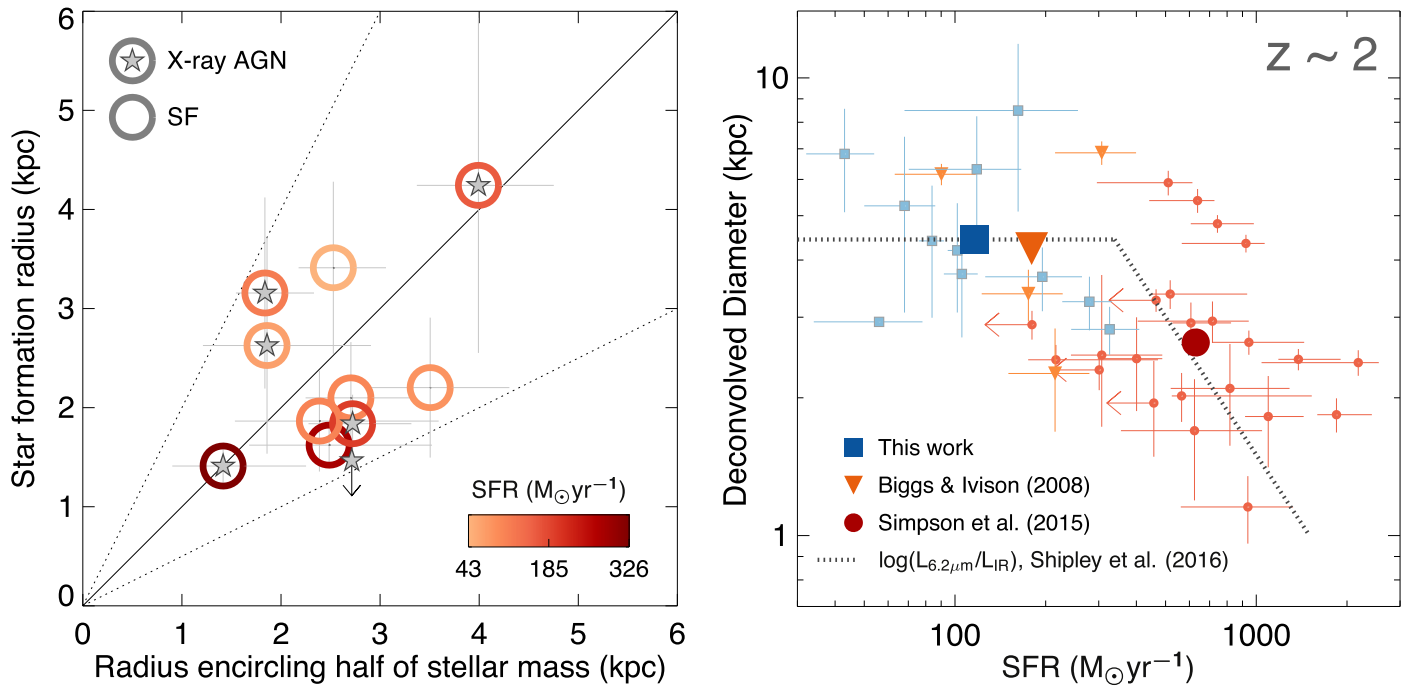 X-ray AGN
SF
Star formation radius (kpc)
6
5
4
3
2
1
0
SFR (M⊙yr⁻¹)
43 185 326
0 1 2 3 4 5 6
Radius encircling half of stellar mass (kpc)
z ~ 2
Deconvolved Diameter (kpc)
10
1
This work
Biggs & Ivison (2008)
Simpson et al. (2015)
log(L6.2μm/LIR), Shipley et al. (2016)
100 1000
SFR (M⊙yr⁻¹)